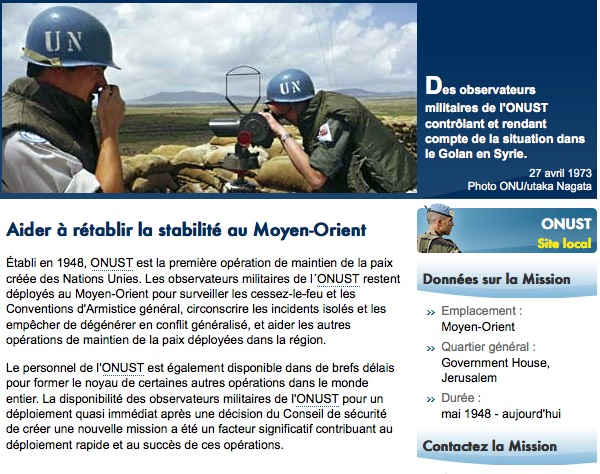 UN
UN
Des observateurs
militaires de l'ONUST
contrôlant et rendant
compte de la situation dans
le Golan en Syrie.
27 avril 1973
Photo ONU/utaka Nagata
Aider à rétablir la stabilité au Moyen-Orient
Établi en 1948, ONUST est la première opération de maintien de la paix
créée des Nations Unies. Les observateurs militaires de l´ONUST restent
déployés au Moyen-Orient pour surveiller les cessez-le-feu et les
Conventions d'Armistice général, circonscrire les incidents isolés et les
empêcher de dégénérer en conflit généralisé, et aider les autres
opérations de maintien de la paix déployées dans la région.
Le personnel de l'ONUST est également disponible dans de brefs délais
pour former le noyau de certaines autres opérations dans le monde
entier. La disponibilité des observateurs militaires de l'ONUST pour un
déploiement quasi immédiat après une décision du Conseil de sécurité
de créer une nouvelle mission a été un facteur significatif contribuant au
déploiement rapide et au succès de ces opérations.
ONUST
Site local
Données sur la Mission
›› Emplacement :
Moyen-Orient
›› Quartier général :
Government House,
Jerusalem
›› Durée :
mai 1948 - aujourd'hui
Contactez la Mission